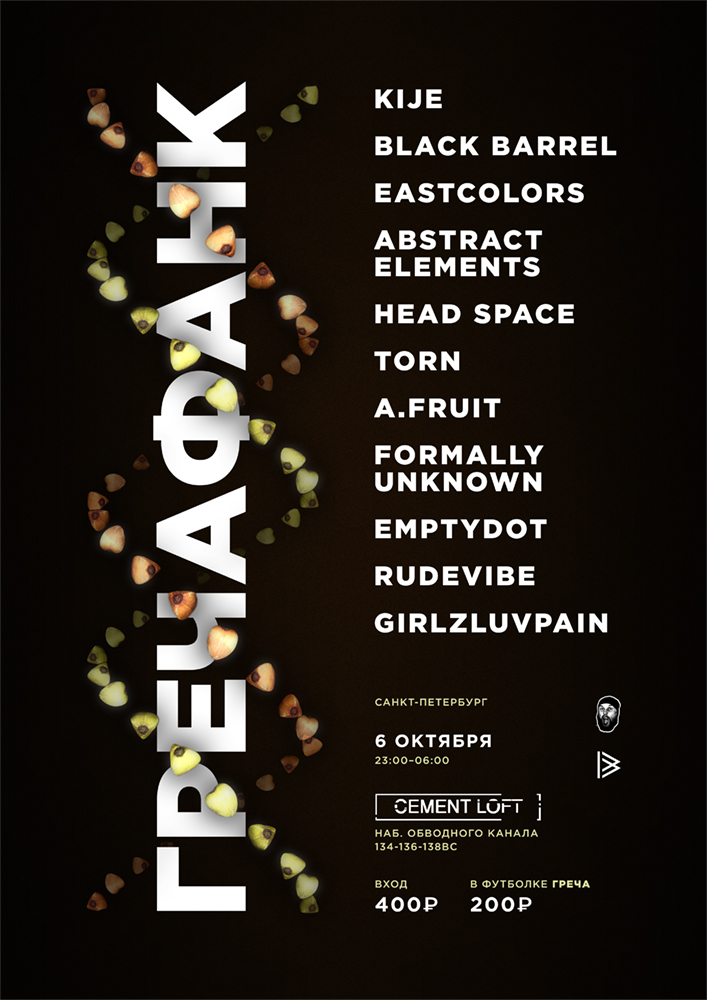 ГРЕЧАФАНК
KIJE
BLACK BARREL
EASTCOLORS
ABSTRACT
ELEMENTS
HEAD SPACE
TORN
A.FRUIT
FORMALLY
UNKNOWN
EMPTYDOT
RUDEVIBE
GIRLZLUVPAIN
САНКТ-ПЕТЕРБУРГ
6 ОКТЯБРЯ
23:00–06:00
CEMENT LOFT
НАБ. ОБВОДНОГО КАНАЛА
134-136-138ВС
ВХОД
400₽
В ФУТБОЛКЕ ГРЕЧА
200₽